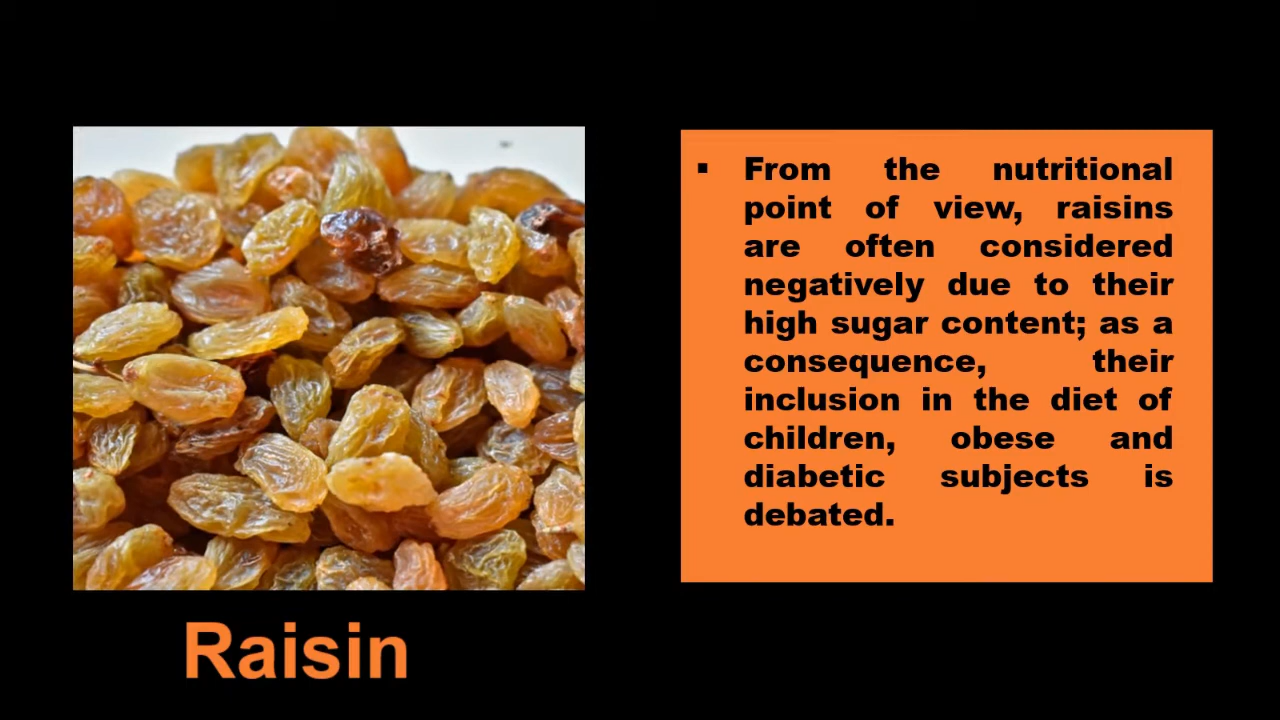 ▪ From the nutritional
point of view, raisins
are often considered
negatively due to their
high sugar content; as a
consequence, their
inclusion in the diet of
children, obese and
diabetic subjects is
debated.
Raisin